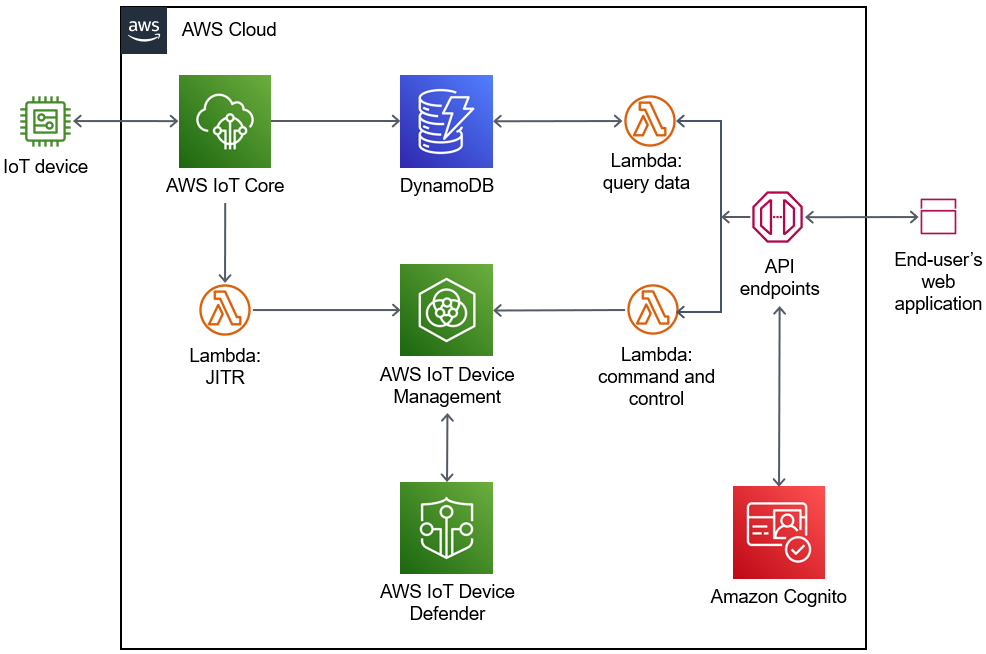 aws
AWS Cloud
IoT device
AWS IoT Core
DynamoDB
Lambda:
query data
API
endpoints
End-user’s
web
application
Lambda:
JITR
AWS IoT Device
Management
Lambda:
command and
control
AWS IoT Device
Defender
Amazon Cognito